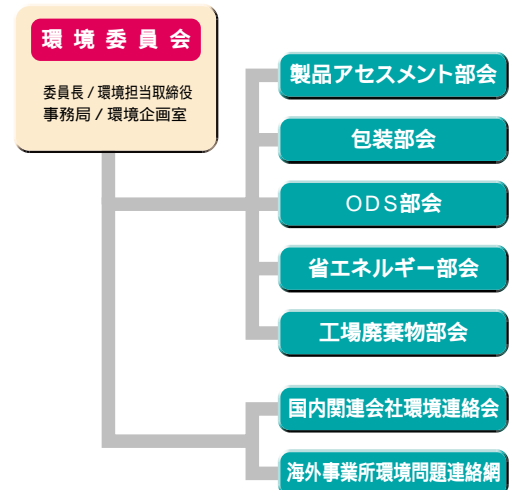 環境委員会
委員長/環境担当取締役
事務局/環境企画室
製品アセスメント部会
包装部会
ODS部会
省エネルギー部会
工場廃棄物部会
国内関連会社環境連絡会
海外事業所環境問題連絡網